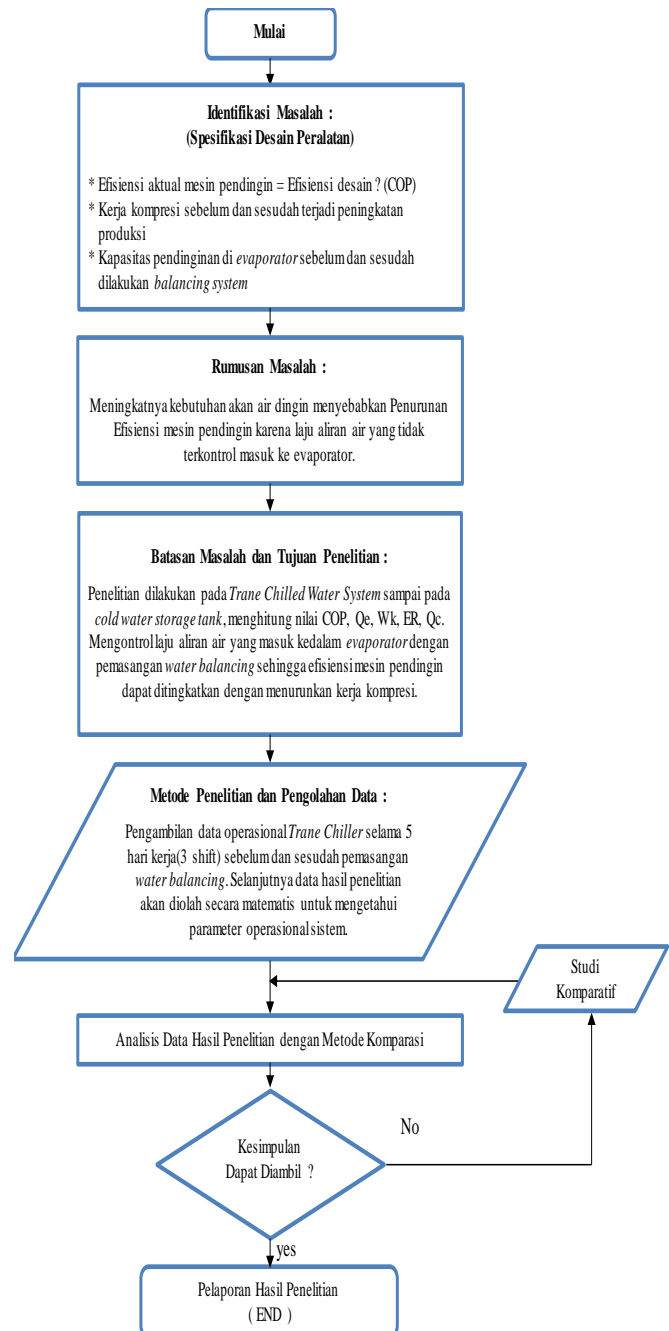 Mulai
Identifikasi Masalah :
(Spesifikasi Desain Peralatan)
* Efisiensi aktual mesin pendingin = Efisiensi desain ? (COP)
* Kerja kompresi sebelum dan sesudah terjadi peningkatan
produksi
* Kapasitas pendinginan di evaporator sebelum dan sesudah
dilakukan balancing system
Rumusan Masalah :
Meningkatnya kebutuhan akan air dingin menyebabkan Penurunan
Efisiensi mesin pendingin karena laju aliran air yang tidak
terkontrol masuk ke evaporator.
Batasan Masalah dan Tujuan Penelitian :
Penelitian dilakukan pada Trane Chilled Water System sampai pada
cold water storage tank, menghitung nilai COP, Qe, Wk, ER, Qc.
Mengontrol laju aliran air yang masuk kedalam evaporator dengan
pemasangan water balancing sehingga efisiensi mesin pendingin
dapat ditingkatkan dengan menurunkan kerja kompresi.
Metode Penelitian dan Pengolahan Data :
Pengambilan data operasional Trane Chiller selama 5
hari kerja(3 shift) sebelum dan sesudah pemasangan
water balancing. Selanjutnya data hasil penelitian
akan diolah secara matematis untuk mengetahui
parameter operasional sistem.
Studi
Komparatif
Analisis Data Hasil Penelitian dengan Metode Komparasi
Kesimpulan
Dapat Diambil ?
No
yes
Pelaporan Hasil Penelitian
( END )